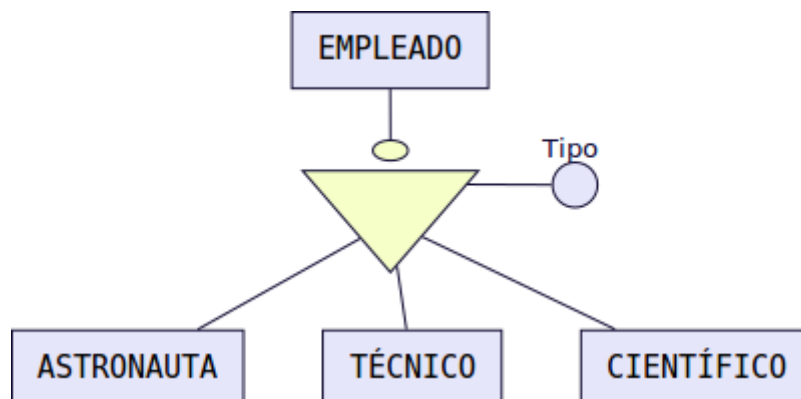 EMPLEADO
Tipo
ASTRONAUTA
TÉCNICO
CIENTÍFICO